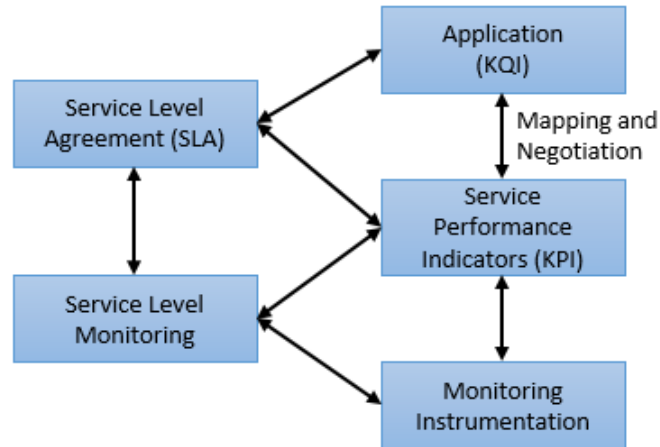 Application
(KQI)
Service Level
Agreement (SLA)
Mapping and
Negotiation
Service
Performance
Indicators (KPI)
Service Level
Monitoring
Monitoring
Instrumentation